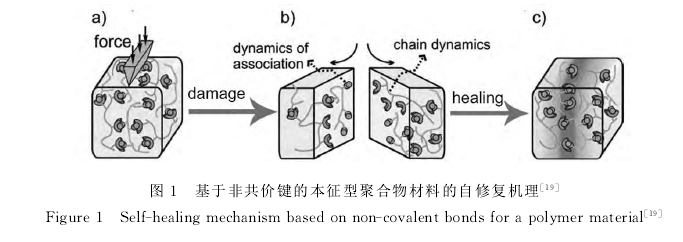 a)
force
damage
b)
dynamics of
association
chain dynamics
healing
c)
图 1 基于非共价键的本征型聚合物材料的自修复机理[19]
Figure 1 Self-healing mechanism based on non-covalent bonds for a polymer material[19]